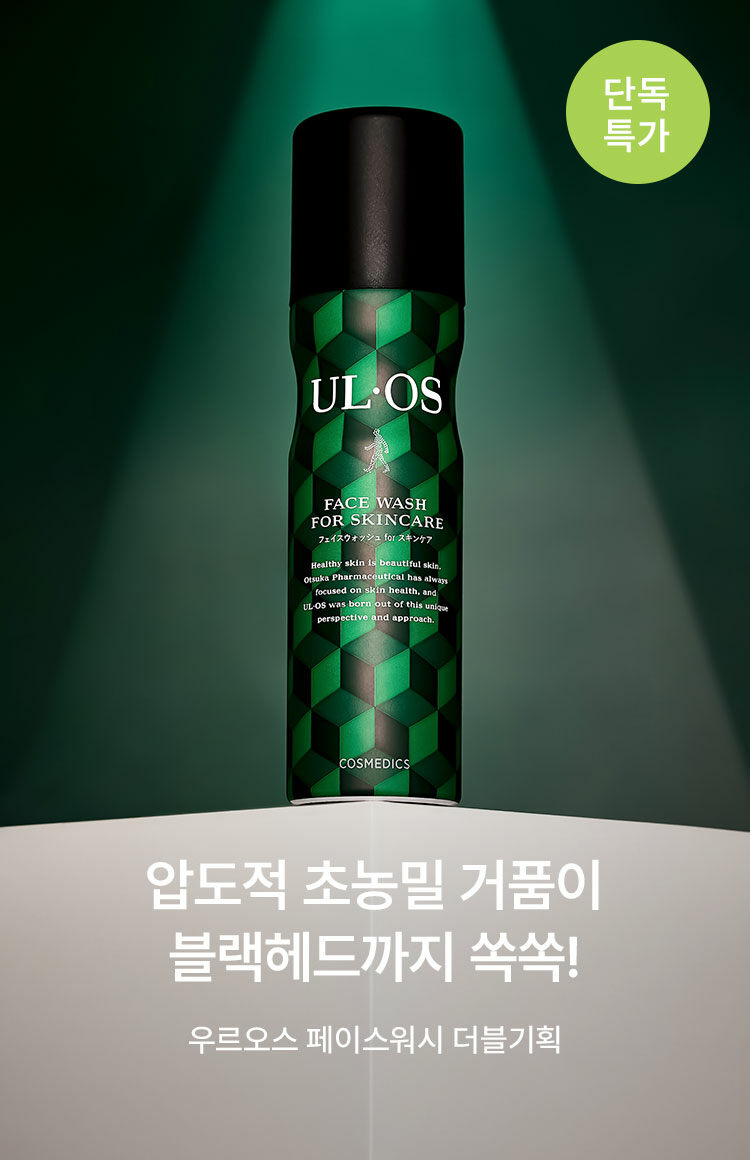 단독
특가
UL·OS
FACE WASH
FOR SKINCARE
フェイスウォッシュ for スキンケア
Healthy skin is beautiful skin.
Otsuka Pharmaceutical has always
focused on skin health, and
UL·OS was born out of this unique
perspective and approach.
COSMEDICS
압도적 초농밀 거품이
블랙헤드까지 쏙쏙!
우르오스 페이스워시 더블기획